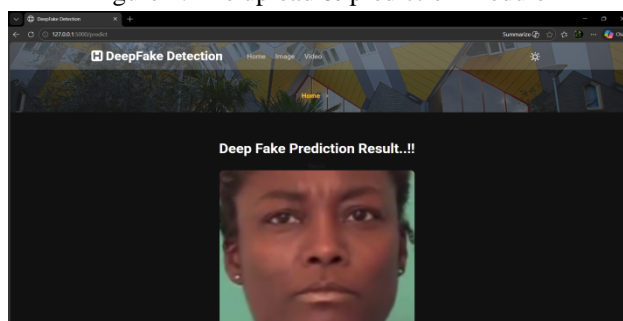 DeepFake Detection
127.0.0.1:5000/predict
Summarize
DeepFake Detection
Home Image Video
Home
Deep Fake Prediction Result..!!